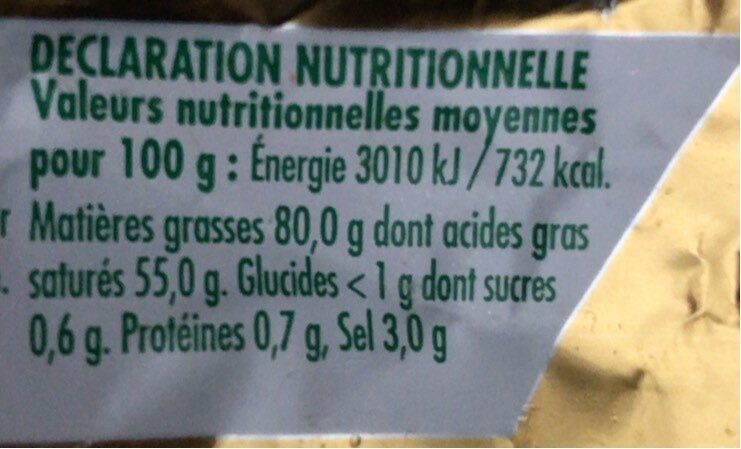 DECLARATION NUTRITIONNELLE
Valeurs nutritionnelles moyennes
pour 100 g : Énergie 3010 kJ / 732 kcal.
r Matières grasses 80,0 g dont acides gras
. saturés 55,0 g. Glucides < 1 g dont sucres
0,6 g. Protéines 0,7 g, Sel 3,0 g